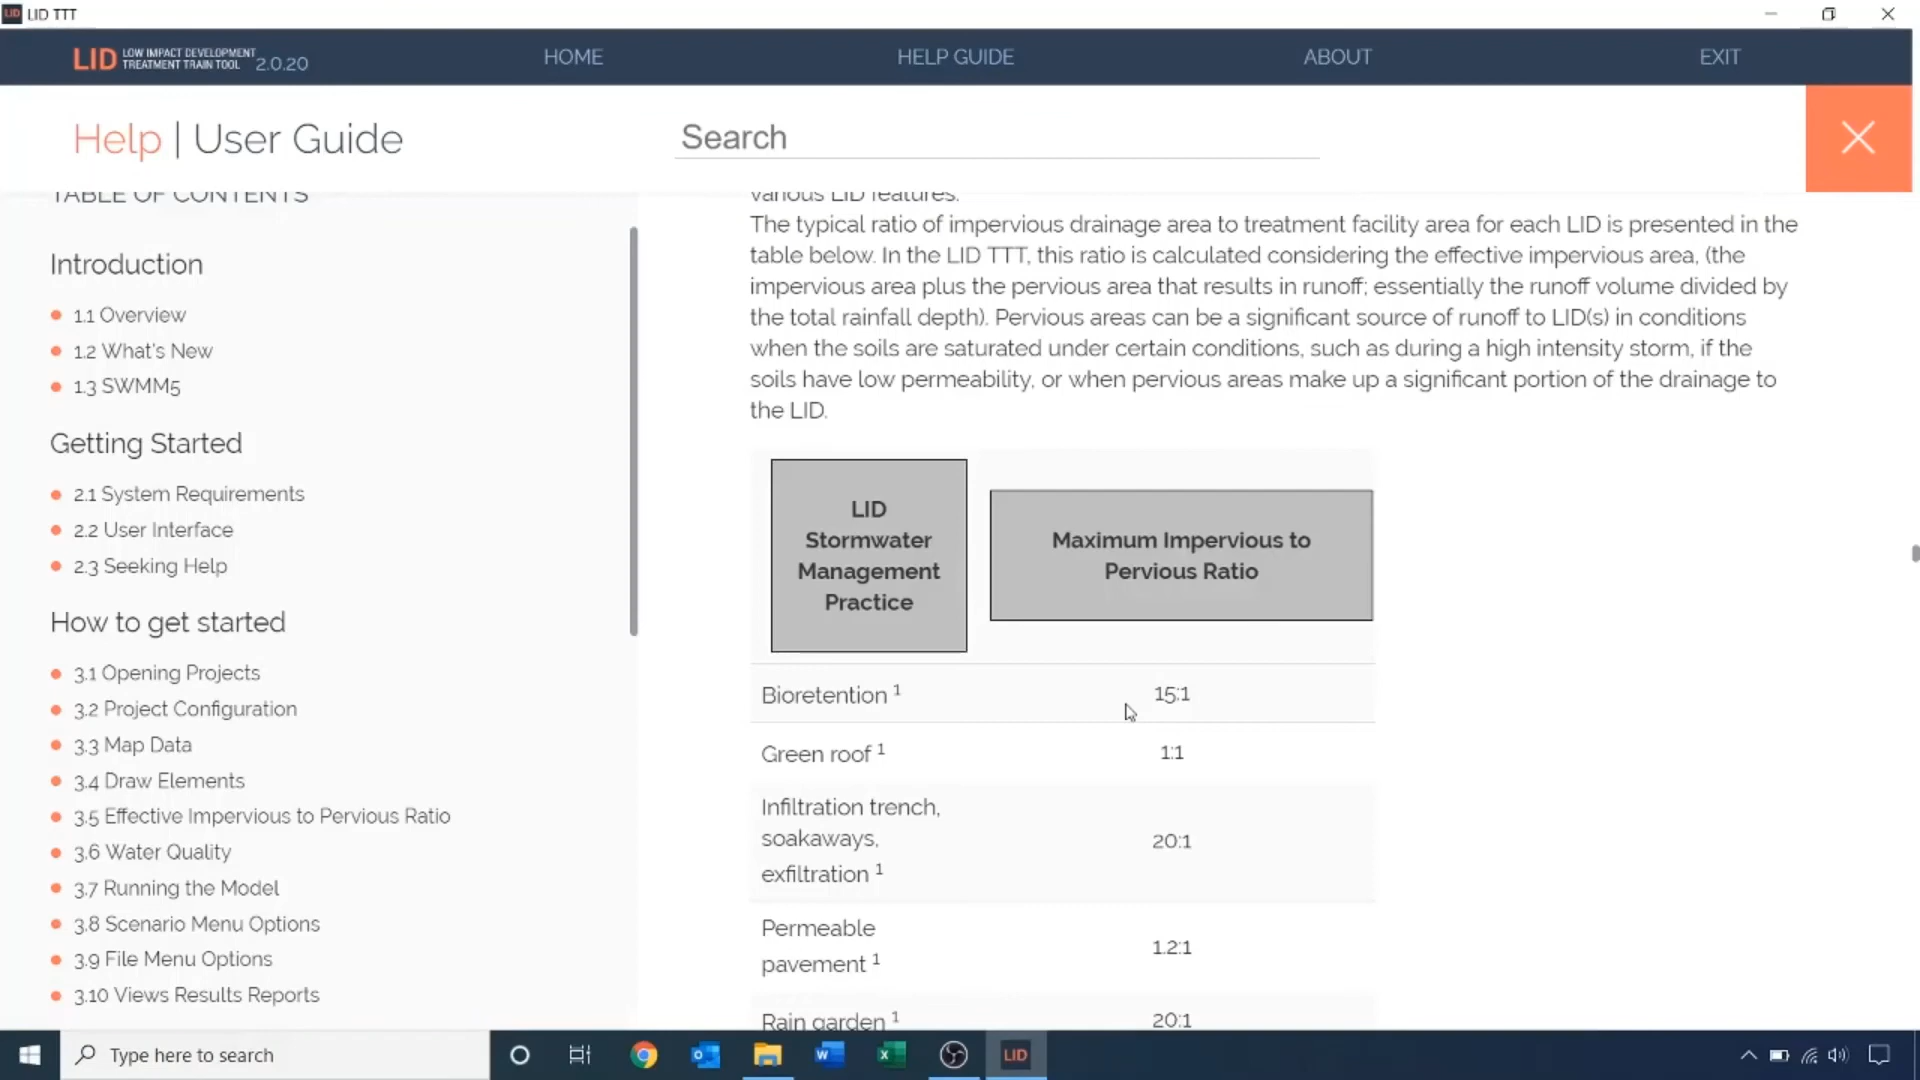 LID LID TTT
LID LOW IMPACT DEVELOPMENT
TREATMENT TRAIN TOOL 2.0.20
HOME
HELP GUIDE
ABOUT
EXIT
Help | User Guide
Search
TABLE OF CONTENTS
Introduction
1.1 Overview
1.2 What's New
1.3 SWMM5
Getting Started
2.1 System Requirements
2.2 User Interface
2.3 Seeking Help
How to get started
3.1 Opening Projects
3.2 Project Configuration
3.3 Map Data
3.4 Draw Elements
3.5 Effective Impervious to Pervious Ratio
3.6 Water Quality
3.7 Running the Model
3.8 Scenario Menu Options
3.9 File Menu Options
3.10 Views Results Reports
various LID features.
The typical ratio of impervious drainage area to treatment facility area for each LID is presented in the
table below. In the LID TTT, this ratio is calculated considering the effective impervious area, (the
impervious area plus the pervious area that results in runoff; essentially the runoff volume divided by
the total rainfall depth). Pervious areas can be a significant source of runoff to LID(s) in conditions
when the soils are saturated under certain conditions, such as during a high intensity storm, if the
soils have low permeability, or when pervious areas make up a significant portion of the drainage to
the LID.
LID
Stormwater
Management
Practice
Maximum Impervious to
Pervious Ratio
Bioretention 1 15:1
Green roof 1 1:1
Infiltration trench,
soakaways,
exfiltration 1
20:1
Permeable
pavement 1
1.2:1
Rain garden 1 20:1
Type here to search
LID